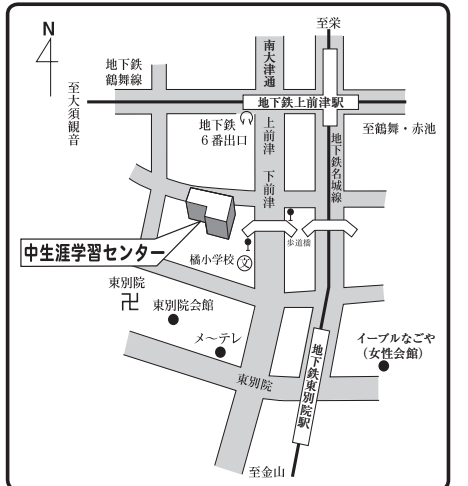 N
至栄
南大津通
地下鉄
鶴舞線
至大須観音
地下鉄上前津駅
地下鉄
6番出口
上前津
至鶴舞・赤池
地下鉄名城線
下前津
歩道橋
中生涯学習センター
橘小学校
文
東別院
卍
東別院会館
メ〜テレ
イーブルなごや
(女性会館)
地下鉄東別院駅
東別院
至金山